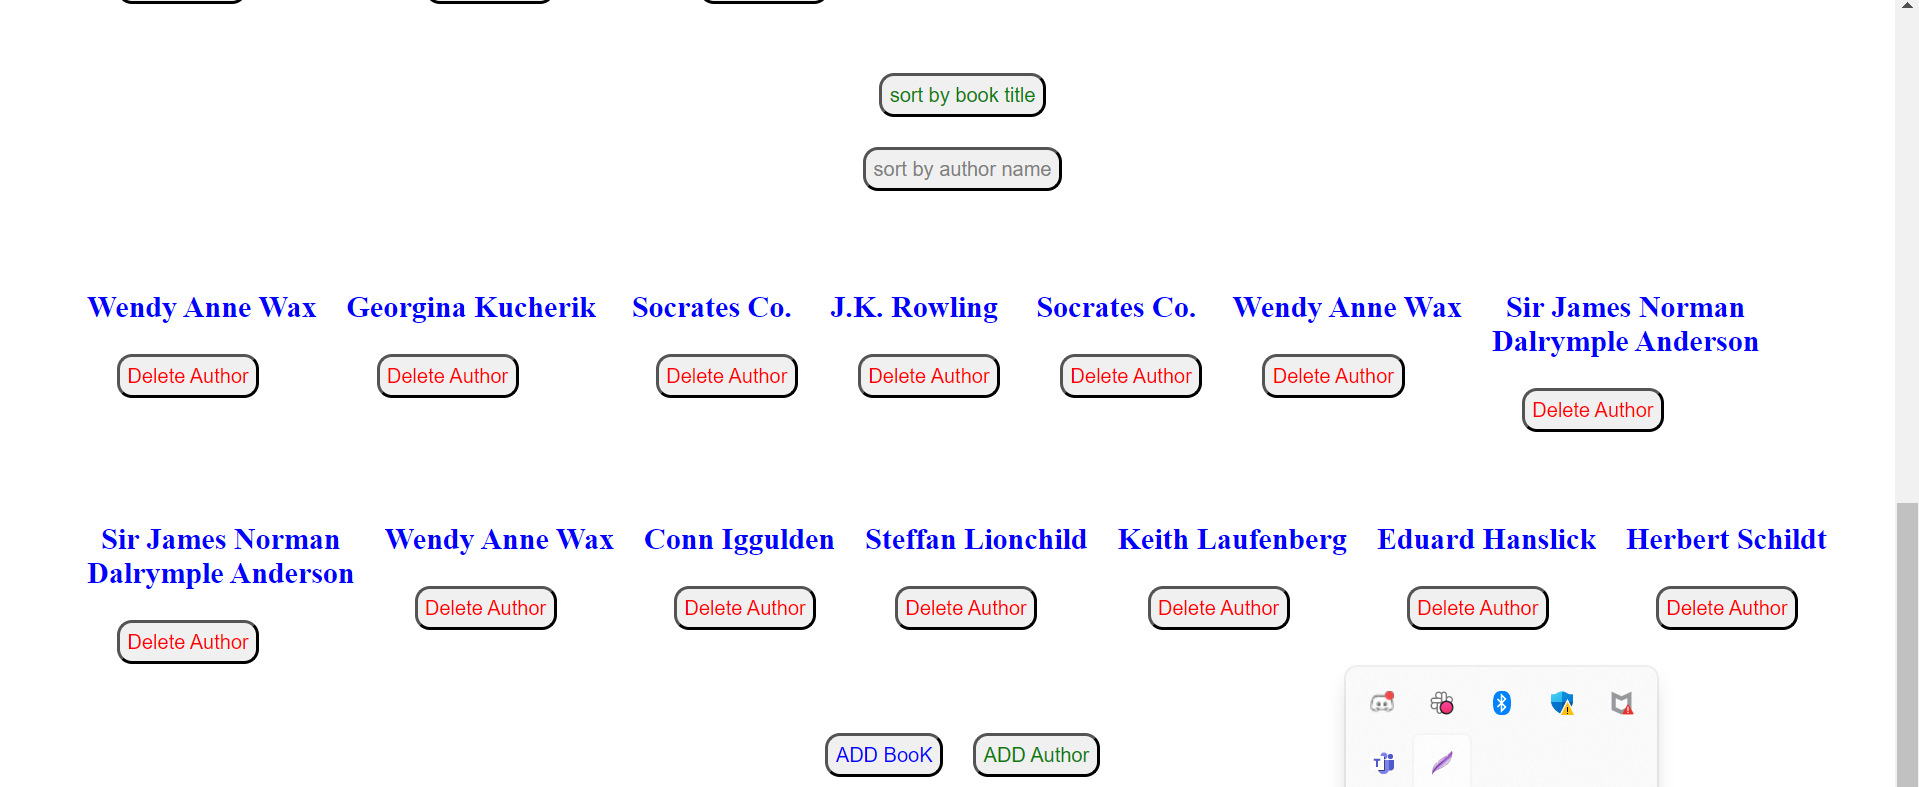 sort by book title
sort by author name
Wendy Anne Wax Georgina Kucherik Socrates Co. J.K. Rowling Socrates Co. Wendy Anne Wax Sir James Norman
Dalrymple Anderson
Delete Author Delete Author Delete Author Delete Author Delete Author Delete Author
Delete Author
Sir James Norman Wendy Anne Wax Conn Iggulden Steffan Lionchild Keith Laufenberg Eduard Hanslick Herbert Schildt
Dalrymple Anderson
Delete Author Delete Author Delete Author Delete Author Delete Author Delete Author
Delete Author
ADD BooK ADD Author